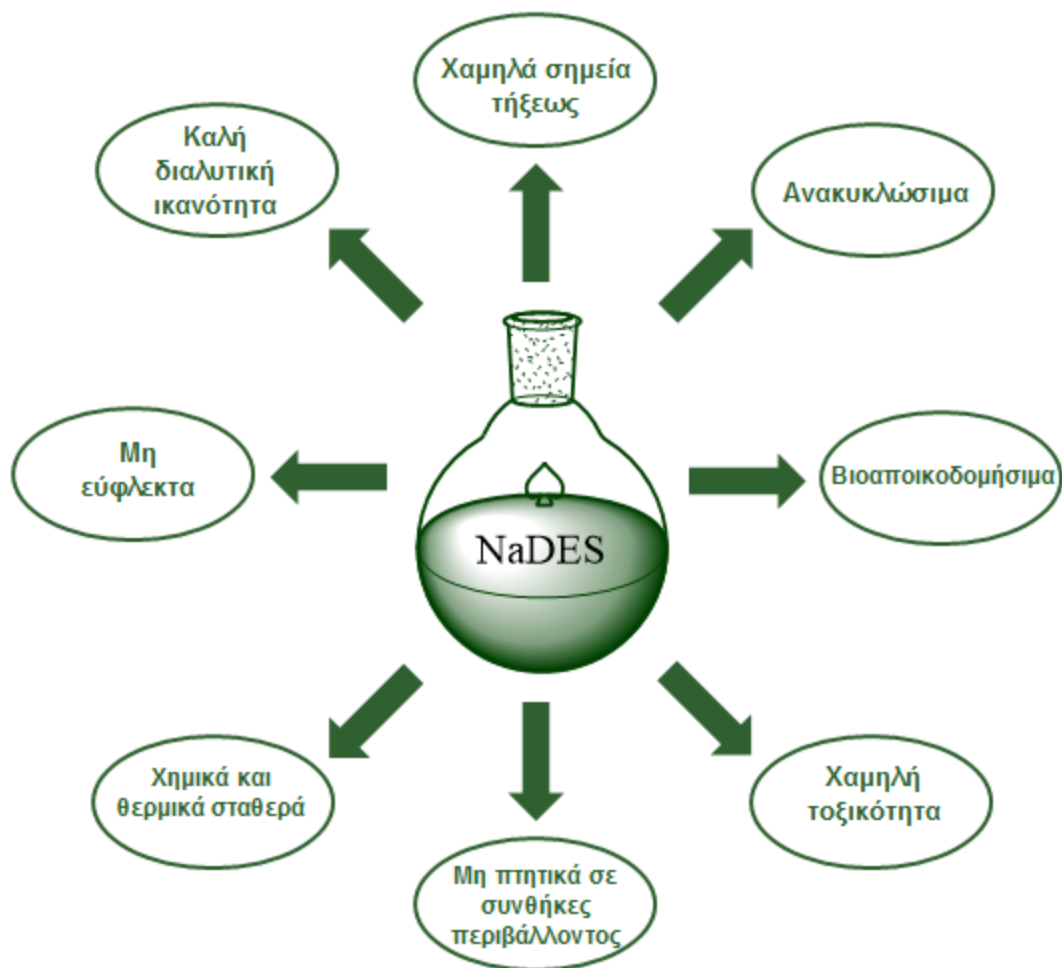 Χαμηλά σημεία
τήξεως
Καλή
διαλυτική
ικανότητα
Ανακυκλώσιμα
Μη
εύφλεκτα
Βιοαποικοδομήσιμα
NaDES
Χημικά και
θερμικά σταθερά
Χαμηλή
τοξικότητα
Μη πτητικά σε
συνθήκες
περιβάλλοντος